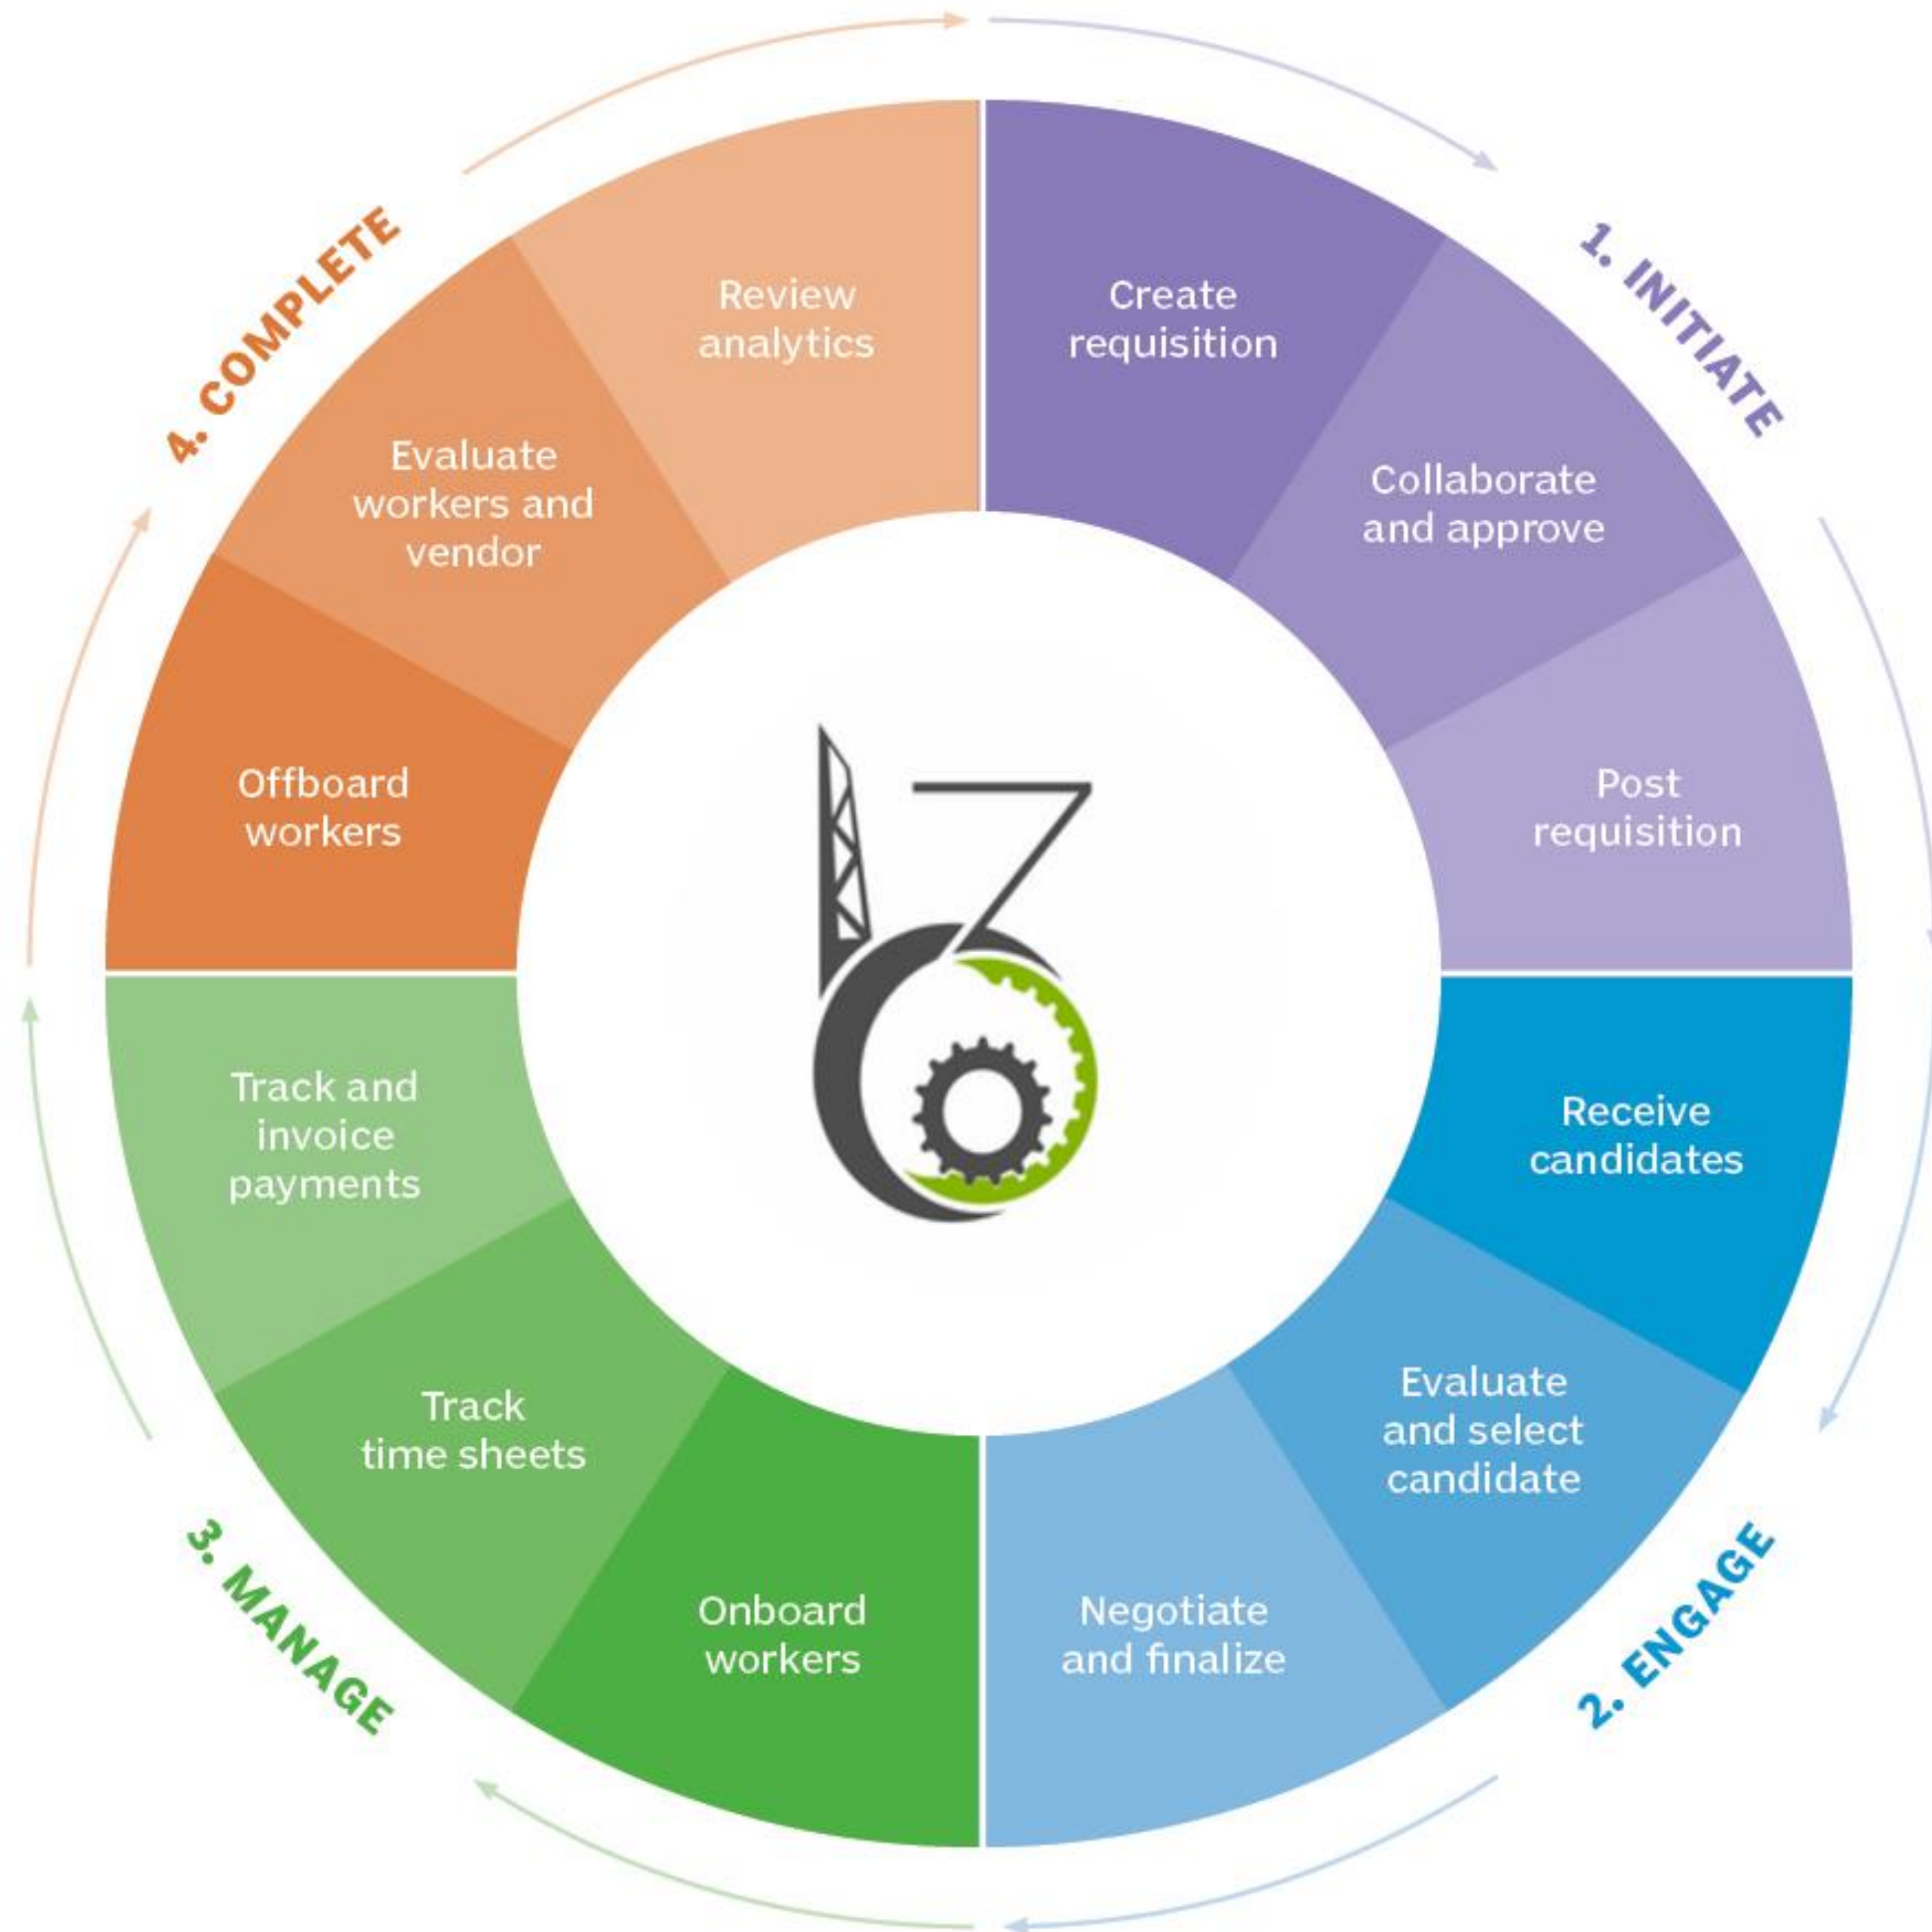 1. INITIATE
Create
requisition
Collaborate
and approve
Post
requisition
2. ENGAGE
Receive
candidates
Evaluate
and select
candidate
Negotiate
and finalize
3. MANAGE
Onboard
workers
Track
time sheets
Track and
invoice
payments
4. COMPLETE
Offboard
workers
Evaluate
workers and
vendor
Review
analytics